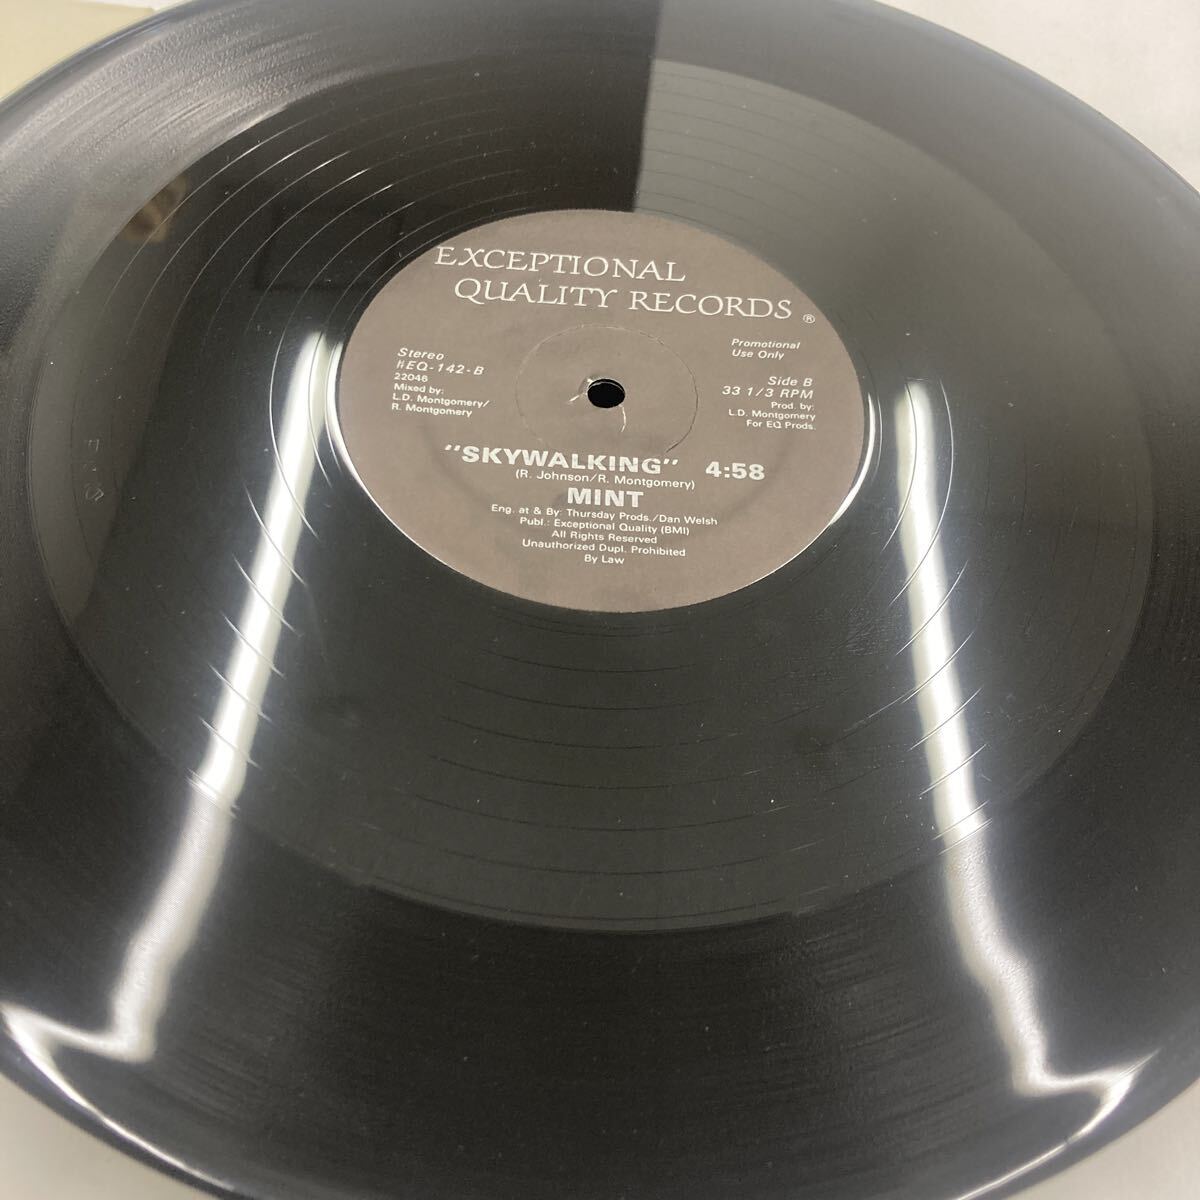 EXCEPTIONAL
QUALITY RECORDS ®
Promotional
Use Only
Stereo
#EQ-142-B
22046
Mixed by:
L.D. Montgomery/
R. Montgomery
Side B
33 1/3 RPM
Prod. by:
L.D. Montgomery
For EQ Prods.
"SKYWALKING" 4:58
(R. Johnson/R. Montgomery)
MINT
Eng. at & By: Thursday Prods./Dan Welsh
Publ.: Exceptional Quality (BMI)
All Rights Reserved
Unauthorized Dupl. Prohibited
By Law